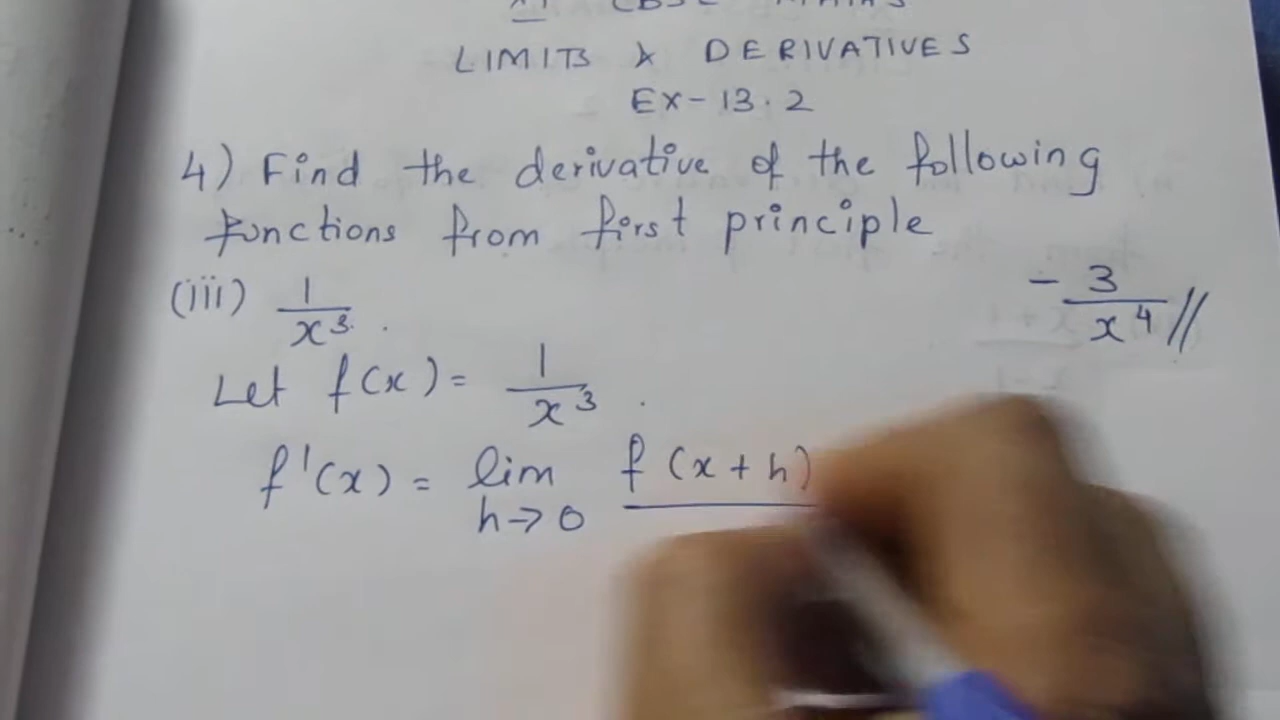 LIMITS & DERIVATIVES
EX-13.2
4) Find the derivative of the following
functions from first principle
(iii) 1/x³.
-3/x⁴//
Let f(x) = 1/x³.
f'(x) = lim h→0 f(x+h)